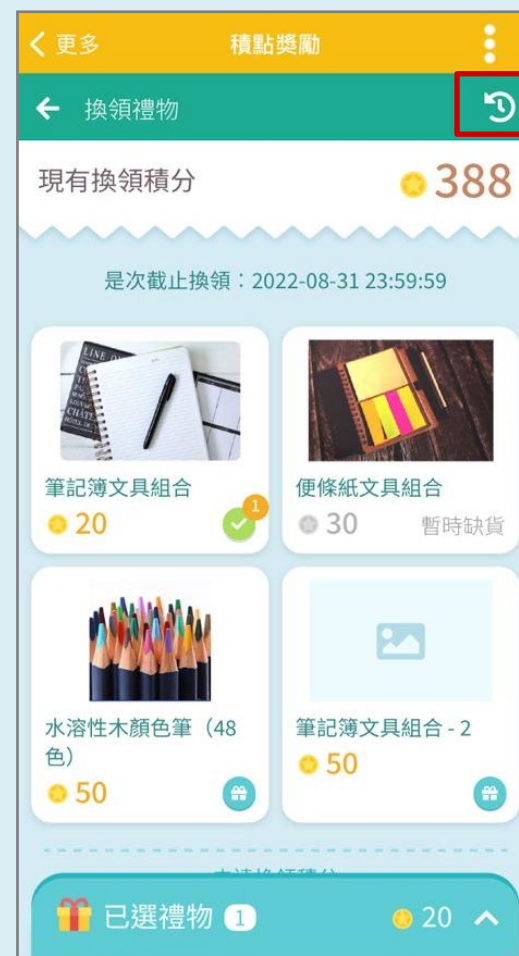 更多 積點獎勵
換領禮物
現有換領積分 388
是次截止換領：2022-08-31 23:59:59
筆記簿文具組合
20 1
便條紙文具組合
30 暫時缺貨
水溶性木顏色筆（48
色）
50
筆記簿文具組合 - 2
50
已選禮物 1 20